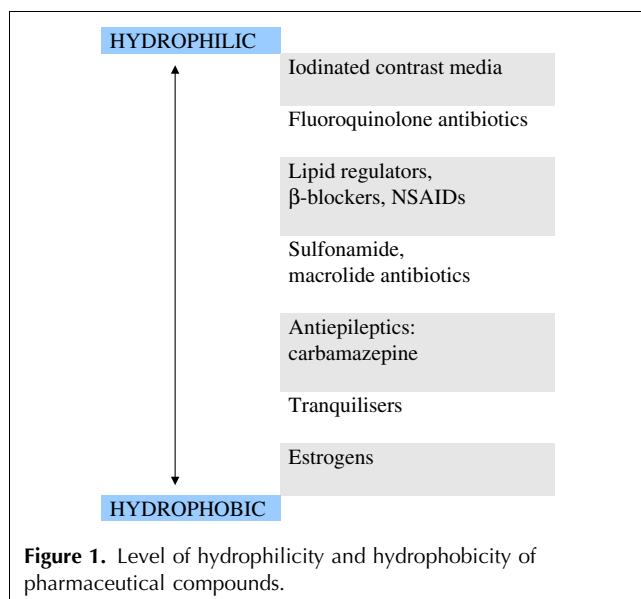 HYDROPHILIC
Iodinated contrast media
Fluoroquinolone antibiotics
Lipid regulators,
β-blockers, NSAIDs
Sulfonamide,
macrolide antibiotics
Antiepileptics:
carbamazepine
Tranquilisers
Estrogens
HYDROPHOBIC
Figure 1. Level of hydrophilicity and hydrophobicity of
pharmaceutical compounds.